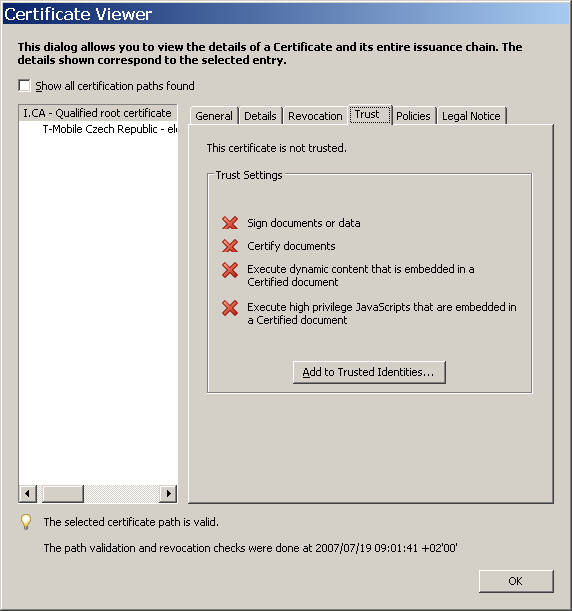 Certificate Viewer
This dialog allows you to view the details of a Certificate and its entire issuance chain. The
details shown correspond to the selected entry.
Show all certification paths found
I.CA - Qualified root certificate
T-Mobile Czech Republic - ele
General
Details
Revocation
Trust
Policies
Legal Notice
This certificate is not trusted.
Trust Settings
Sign documents or data
Certify documents
Execute dynamic content that is embedded in a
Certified document
Execute high privilege JavaScripts that are embedded in
a Certified document
Add to Trusted Identities...
The selected certificate path is valid.
The path validation and revocation checks were done at 2007/07/19 09:01:41 +02'00'
OK